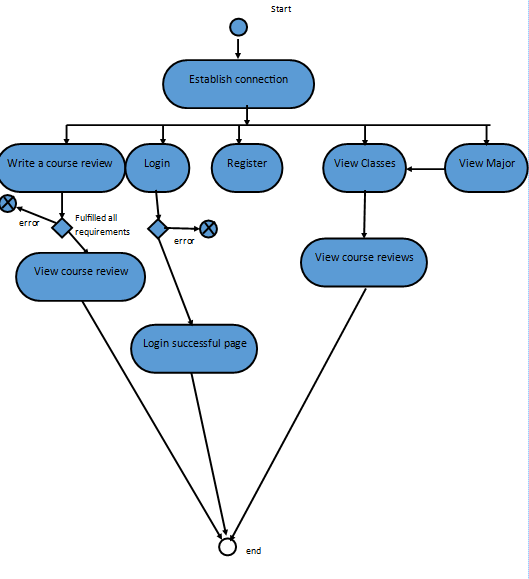 Start
Establish connection
Write a course review
Login
Register
View Classes
View Major
error
Fulfilled all
requirements
error
View course review
View course reviews
Login successful page
end